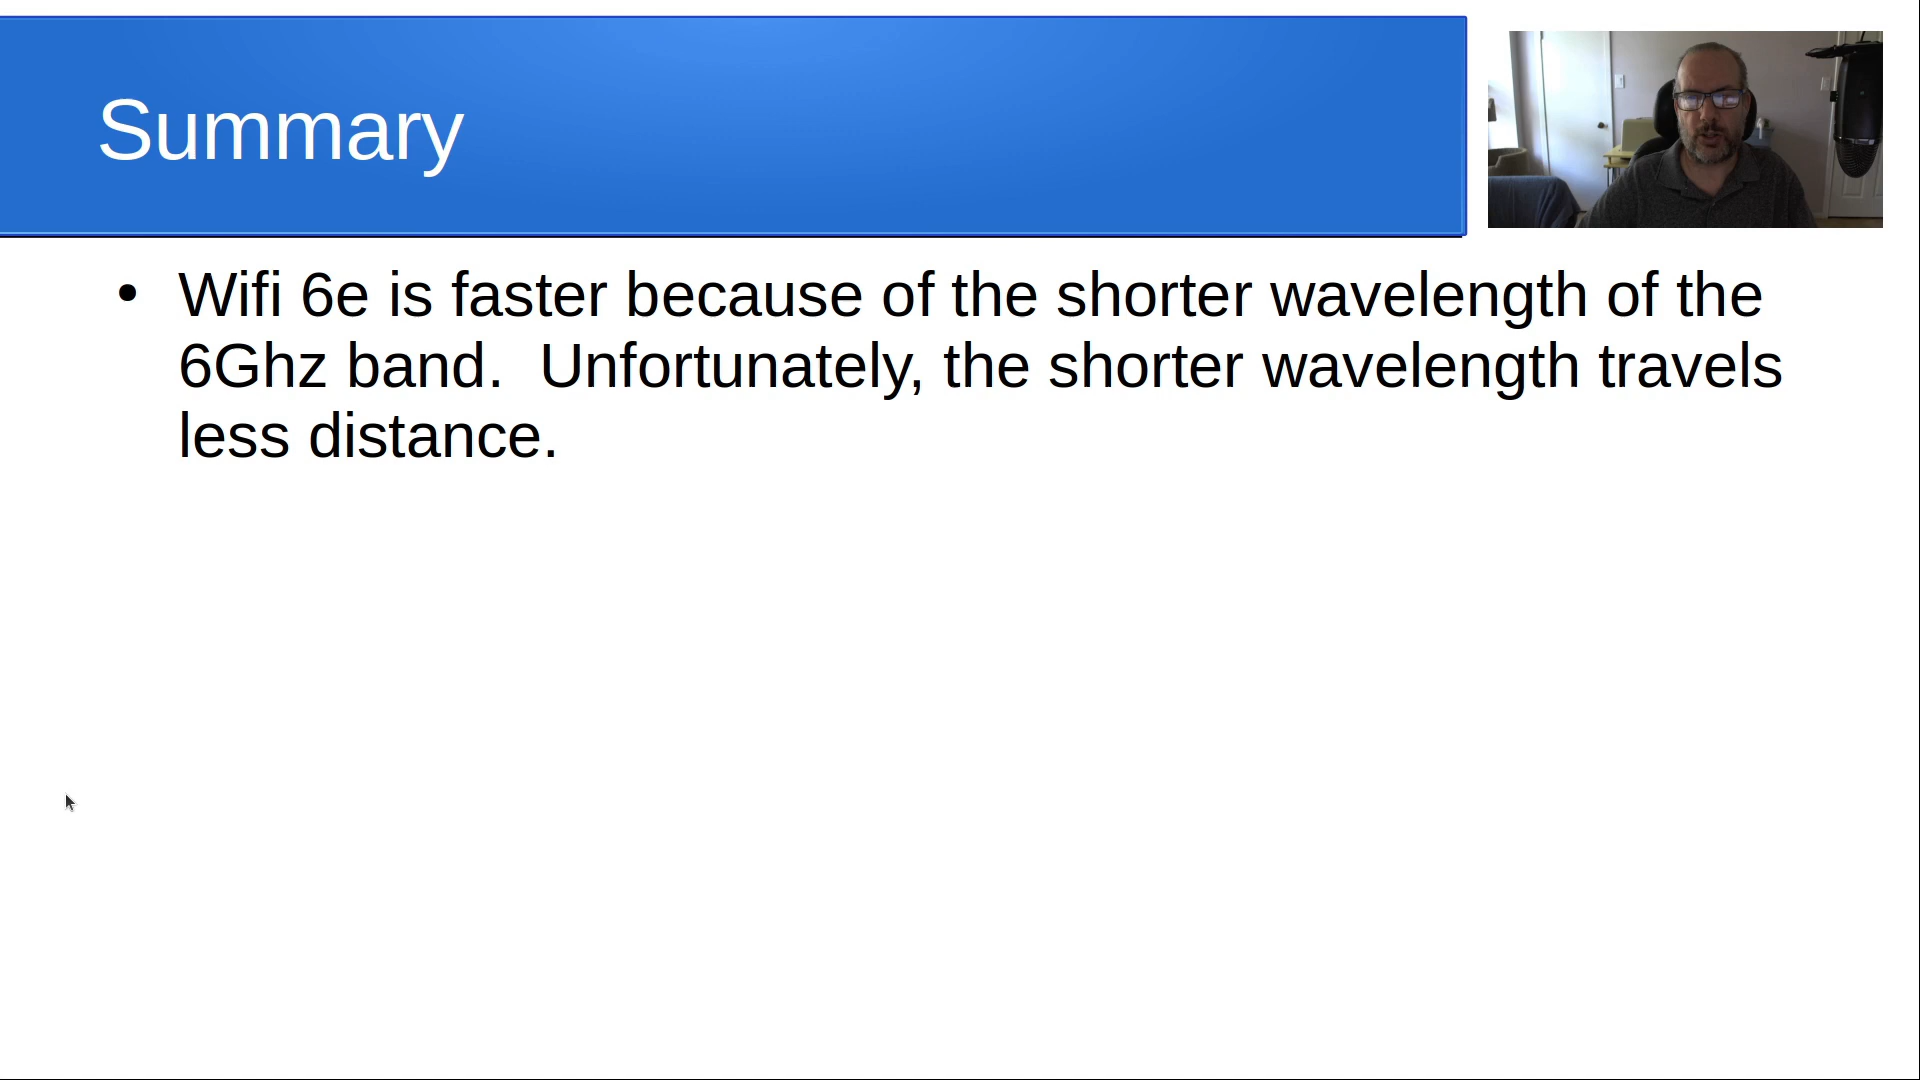 Summary
• Wifi 6e is faster because of the shorter wavelength of the
6Ghz band.  Unfortunately, the shorter wavelength travels
less distance.